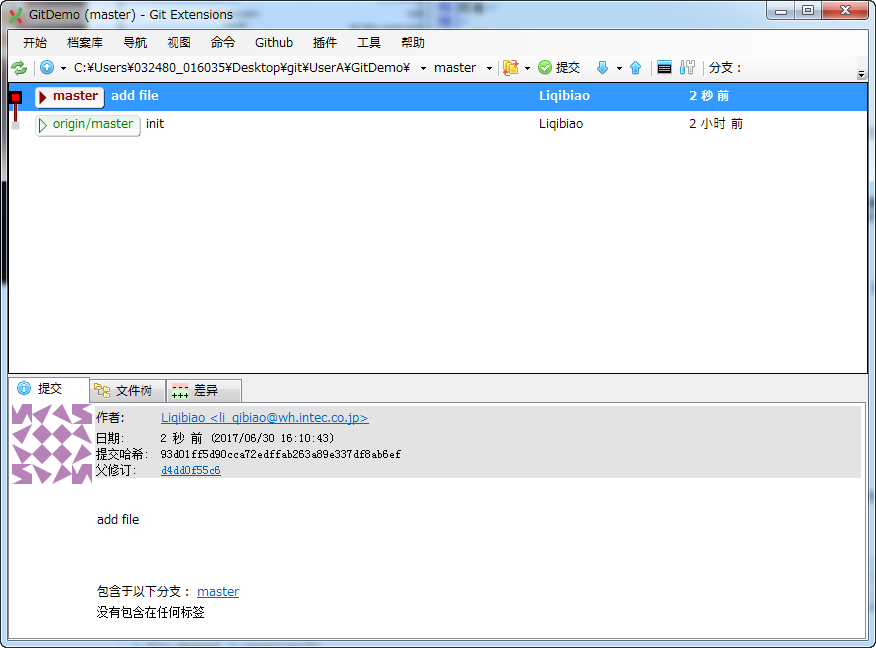 GitDemo (master) - Git Extensions
开始 档案库 导航 视图 命令 Github 插件 工具 帮助
C:¥Users¥032480_016035¥Desktop¥git¥UserA¥GitDemo¥ master 提交 分支：
master add file Liqibiao 2 秒 前
origin/master init Liqibiao 2 小时 前
提交 文件树 差异
作者: Liqibiao <li_qibiao@wh.intec.co.jp>
日期: 2 秒 前 (2017/06/30 16:10:43)
提交哈希: 93d01ff5d90cca72edffab263a89e337df8ab6ef
父修订: d4dd0f55c6
add file
包含于以下分支： master
没有包含在任何标签